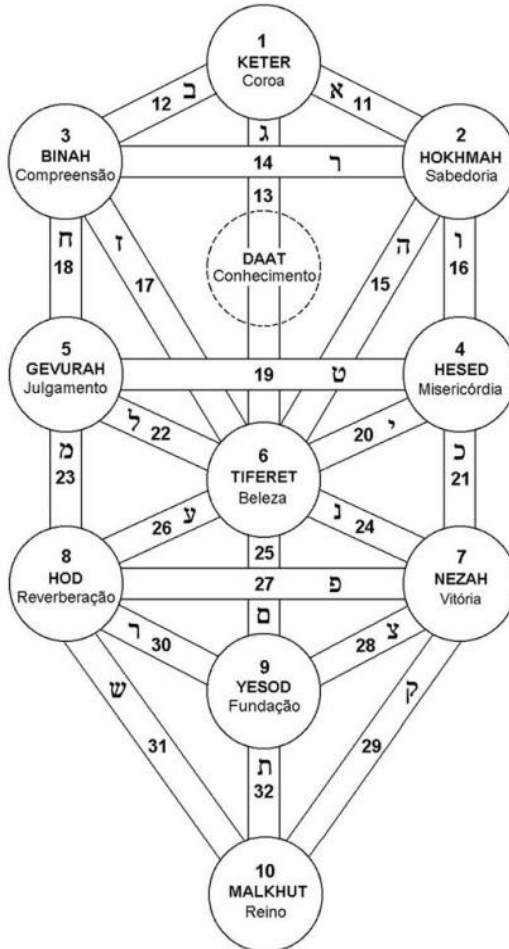 1
KETER
Coroa
ב
12
א
11
3
BINAH
Compreensão
ג
14
ר
13
2
HOKHMAH
Sabedoria
ח
18
ז
17
DAAT
Conhecimento
ה
15
ו
16
5
GEVURAH
Julgamento
19
ט
4
HESED
Misericórdia
ל
22
20
י
מ
23
6
TIFERET
Beleza
כ
21
ע
26
נ
24
25
8
HOD
Reverberação
27
פ
7
NEZAH
Vitória
ר
30
ם
צ
28
9
YESOD
Fundação
ש
31
ק
29
ת
32
10
MALKHUT
Reino